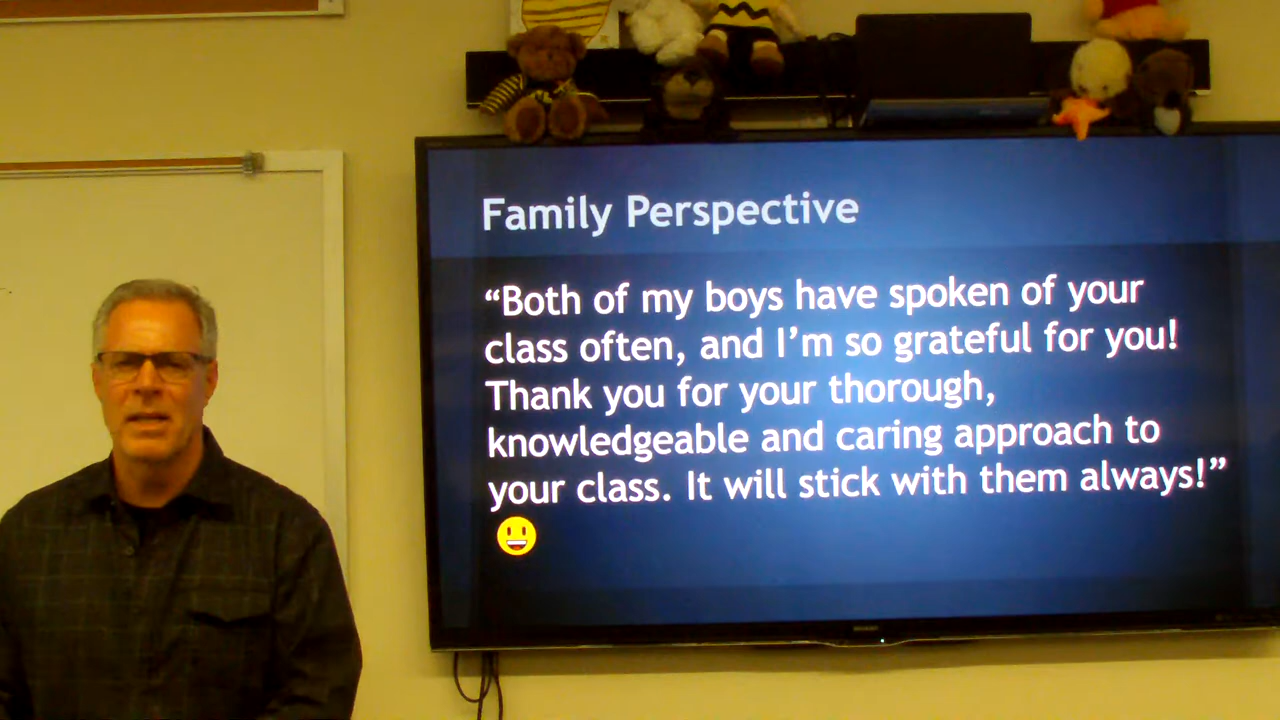 Family Perspective
“Both of my boys have spoken of your
class often, and I’m so grateful for you!
Thank you for your thorough,
knowledgeable and caring approach to
your class. It will stick with them always!”
😃